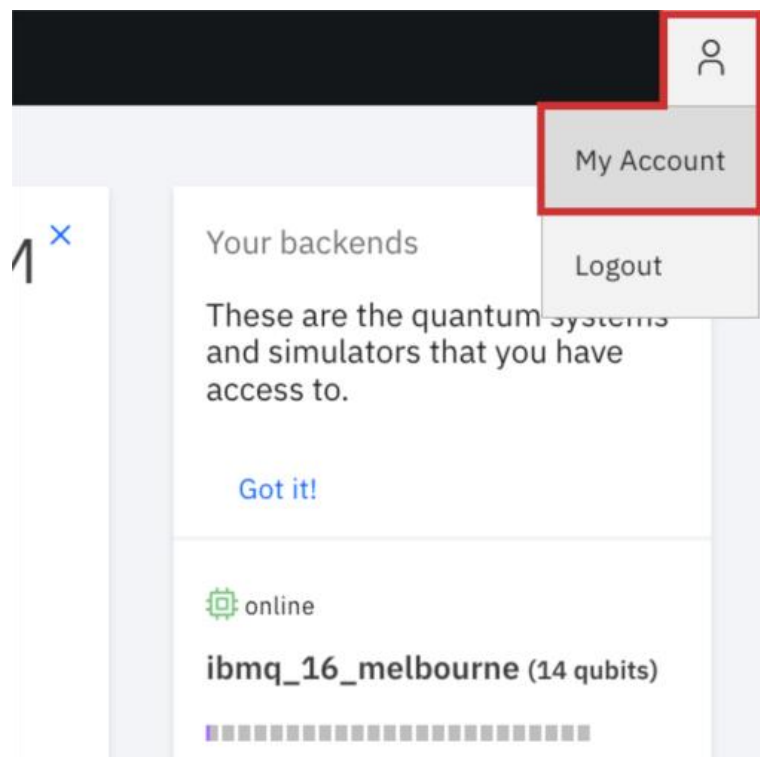 My Account
Logout
Your backends
These are the quantum systems
and simulators that you have
access to.
Got it!
online
ibmq_16_melbourne (14 qubits)